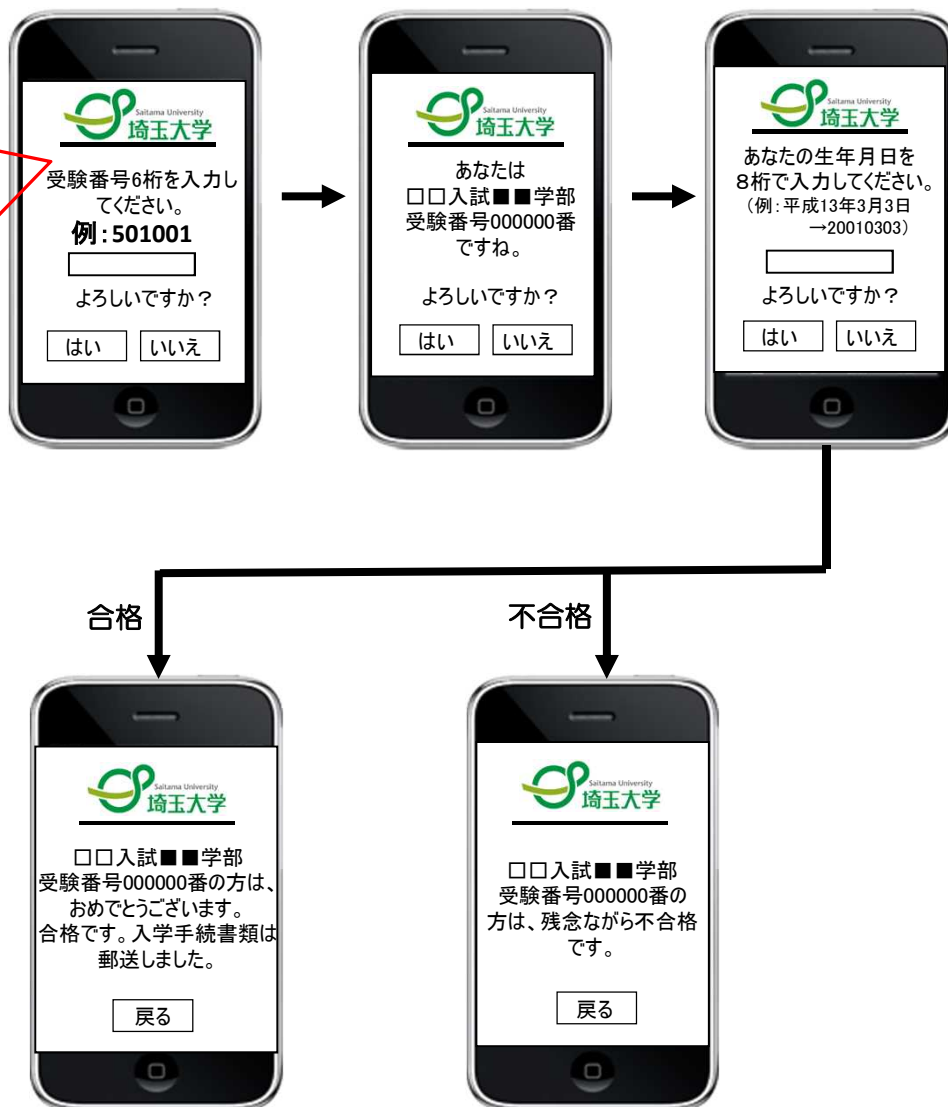 Saitama University
埼玉大学
受験番号6桁を入力し
てください。
例：501001
よろしいですか？
はい
いいえ
Saitama University
埼玉大学
あなたは
□□入試■■学部
受験番号000000番
ですね。
よろしいですか？
はい
いいえ
Saitama University
埼玉大学
あなたの生年月日を
８桁で入力してください。
（例：平成13年3月3日
→20010303）
よろしいですか？
はい
いいえ
合格
不合格
Saitama University
埼玉大学
□□入試■■学部
受験番号000000番の方は、
おめでとうございます。
合格です。入学手続書類は
郵送しました。
戻る
Saitama University
埼玉大学
□□入試■■学部
受験番号000000番の
方は、残念ながら不合格
です。
戻る